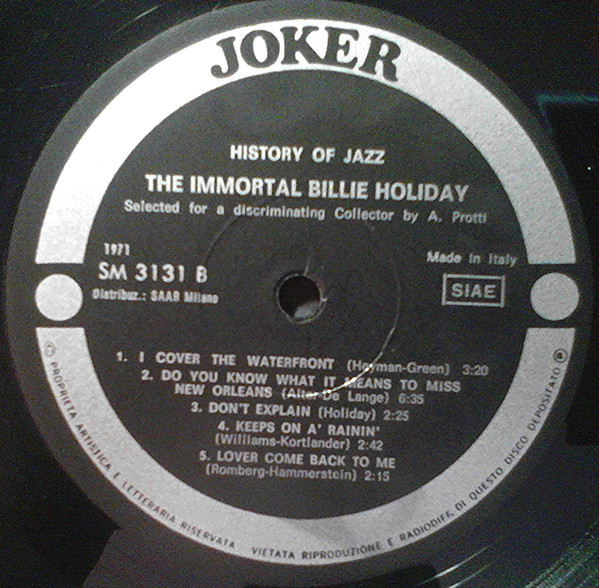 JOKER
HISTORY OF JAZZ
THE IMMORTAL BILLIE HOLIDAY
Selected for a discriminating Collector by A. Protti
1971
SM 3131 B
Distribuz.: SAAR Milano
Made in Italy
SIAE
1. I COVER THE WATERFRONT (Heyman-Green) 3:20
2. DO YOU KNOW WHAT IT MEANS TO MISS
NEW ORLEANS (Alter-De Lange) 6:35
3. DON'T EXPLAIN (Holiday) 2:25
4. KEEPS ON A' RAININ'
(Williams-Kortlander) 2:42
5. LOVER COME BACK TO ME
(Romberg-Hammerstein) 2:15
© PROPRIETA ARTISTICA E LETTERARIA RISERVATA VIETATA RIPRODUZIONE E RADIODIFF. DI QUESTO DISCO DEPOSITATO ℗